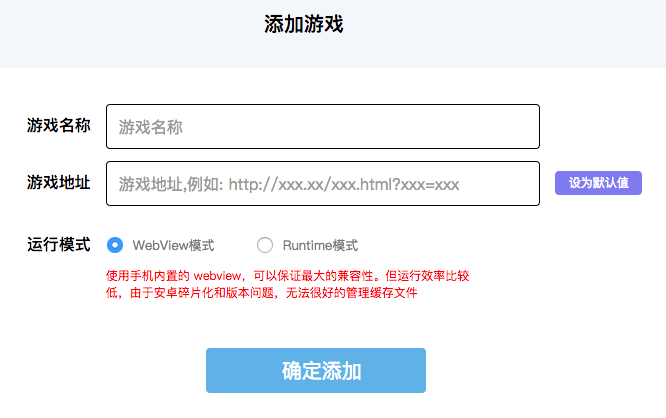 添加游戏
游戏名称 游戏名称
游戏地址 游戏地址,例如: http://xxx.xx/xxx.html?xxx=xxx 设为默认值
运行模式 WebView模式 Runtime模式
使用手机内置的 webview，可以保证最大的兼容性。但运行效率比较
低，由于安卓碎片化和版本问题，无法很好的管理缓存文件
确定添加